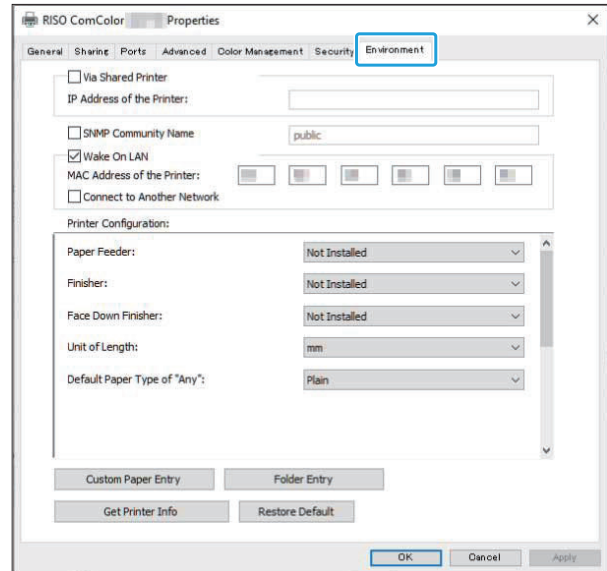 RISO ComColor Properties
General Sharing Ports Advanced Color Management Security Environment
Via Shared Printer
IP Address of the Printer:
SNMP Community Name public
Wake On LAN
MAC Address of the Printer:
Connect to Another Network
Printer Configuration:
Paper Feeder: Not Installed
Finisher: Not Installed
Face Down Finisher: Not Installed
Unit of Length: mm
Default Paper Type of "Any": Plain
Custom Paper Entry Folder Entry
Get Printer Info Restore Default
OK Cancel Apply